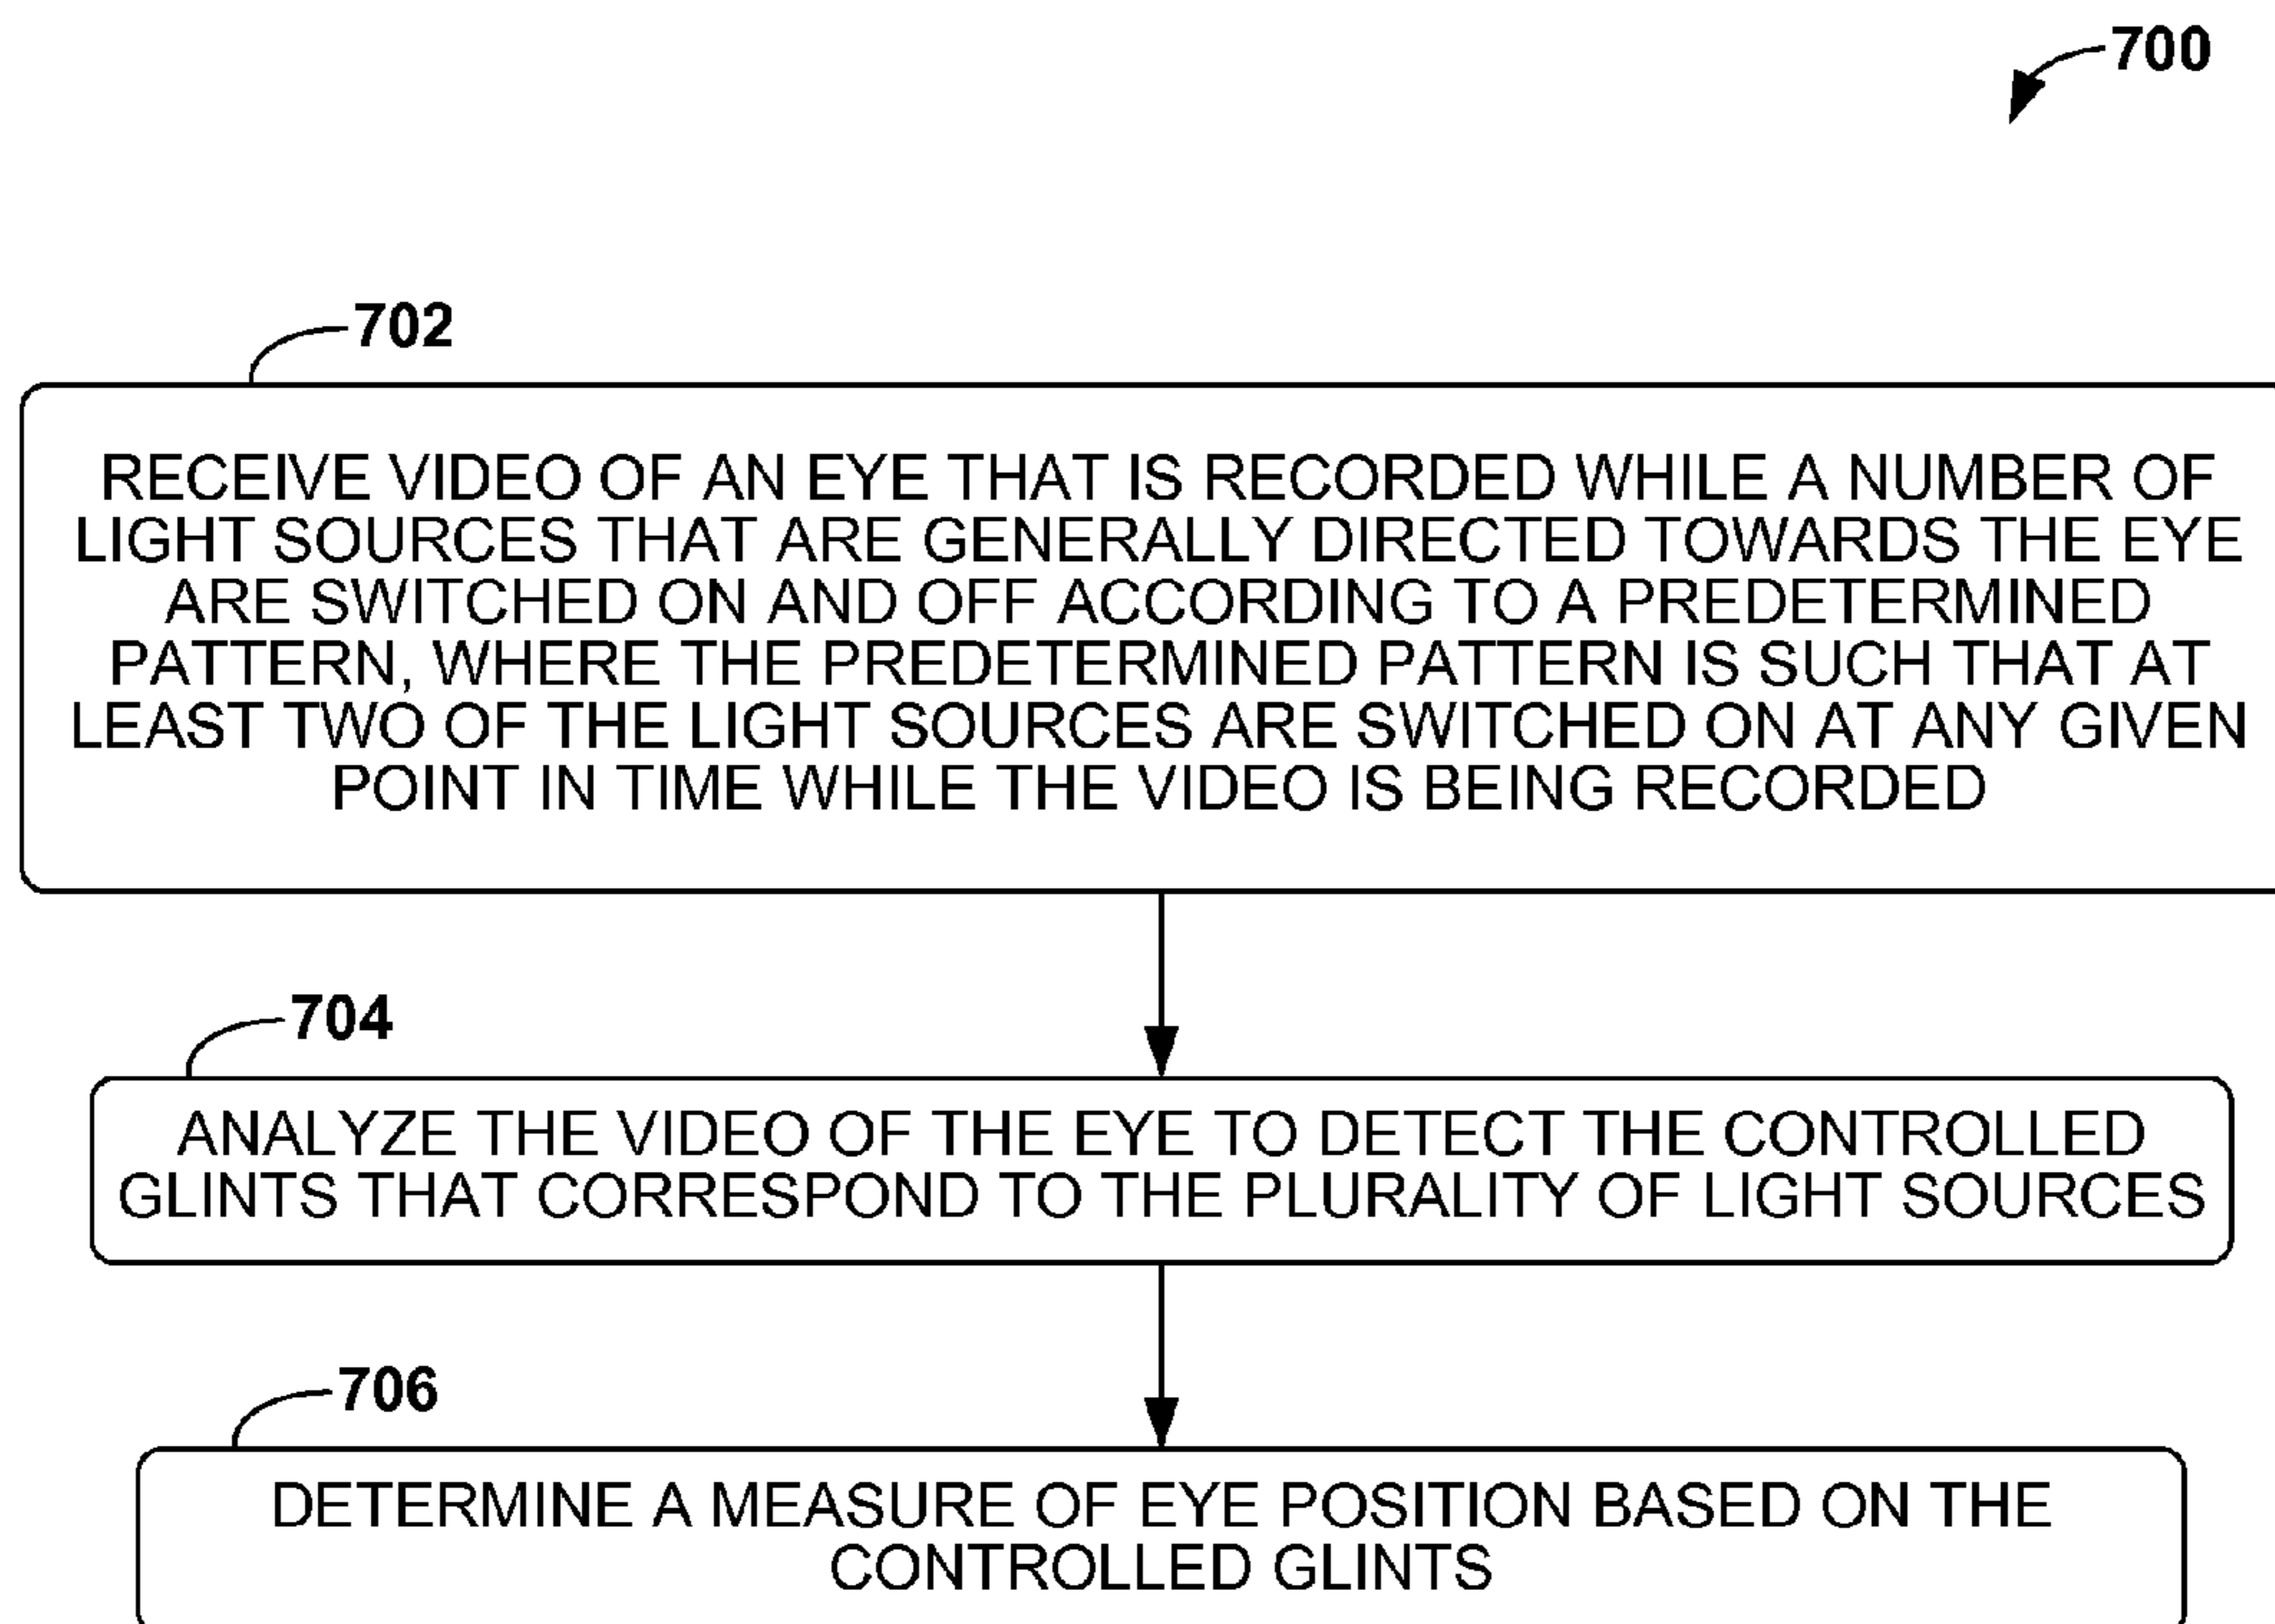 700
702
RECEIVE VIDEO OF AN EYE THAT IS RECORDED WHILE A NUMBER OF
LIGHT SOURCES THAT ARE GENERALLY DIRECTED TOWARDS THE EYE
ARE SWITCHED ON AND OFF ACCORDING TO A PREDETERMINED
PATTERN, WHERE THE PREDETERMINED PATTERN IS SUCH THAT AT
LEAST TWO OF THE LIGHT SOURCES ARE SWITCHED ON AT ANY GIVEN
POINT IN TIME WHILE THE VIDEO IS BEING RECORDED
704
ANALYZE THE VIDEO OF THE EYE TO DETECT THE CONTROLLED
GLINTS THAT CORRESPOND TO THE PLURALITY OF LIGHT SOURCES
706
DETERMINE A MEASURE OF EYE POSITION BASED ON THE
CONTROLLED GLINTS